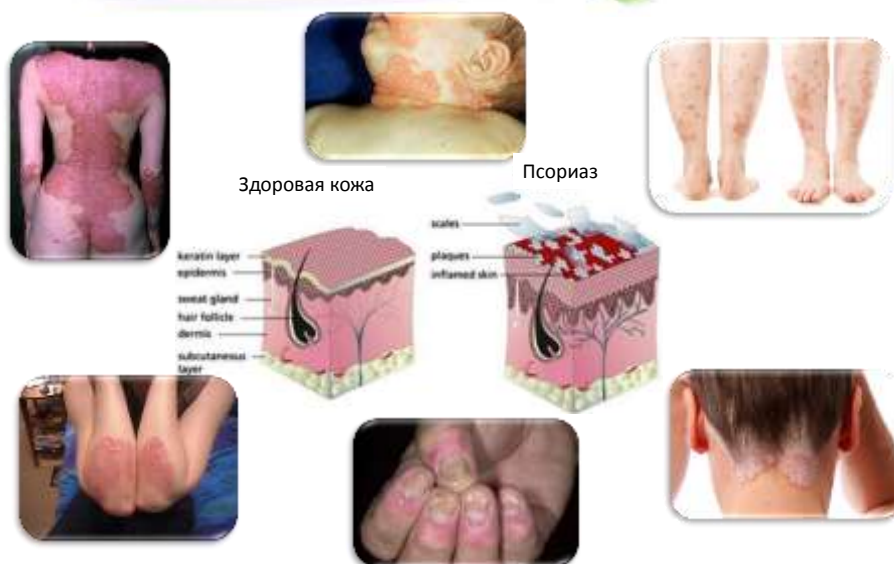 Здоровая кожа
Псориаз
keratin layer
epidermis
sweat gland
hair follicle
dermis
subcutaneous
layer
scales
plaques
inflamed skin